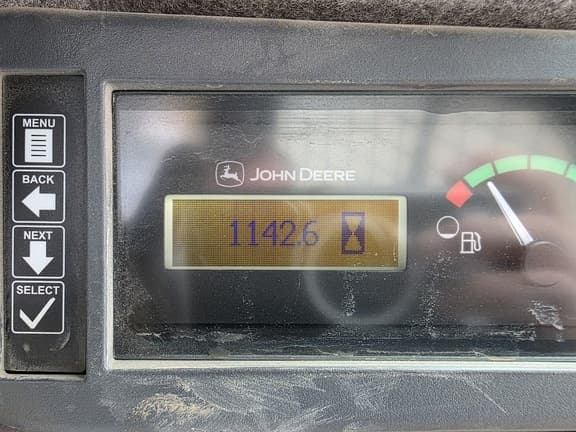 MENU
BACK
NEXT
SELECT
JOHN DEERE
1142.6